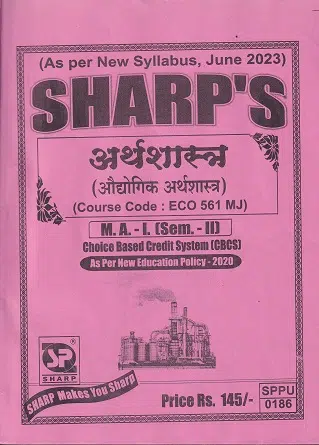 (As per New Syllabus, June 2023)
SHARP'S
अर्थशास्त्र
(औद्योगिक अर्थशास्त्र)
(Course Code : ECO 561 MJ)
M. A. - I. (Sem. - II)
Choice Based Credit System (CBCS)
As Per New Education Policy - 2020
SP
SHARP
SHARP Makes You Sharp
Price Rs. 145/-
SPPU
0186